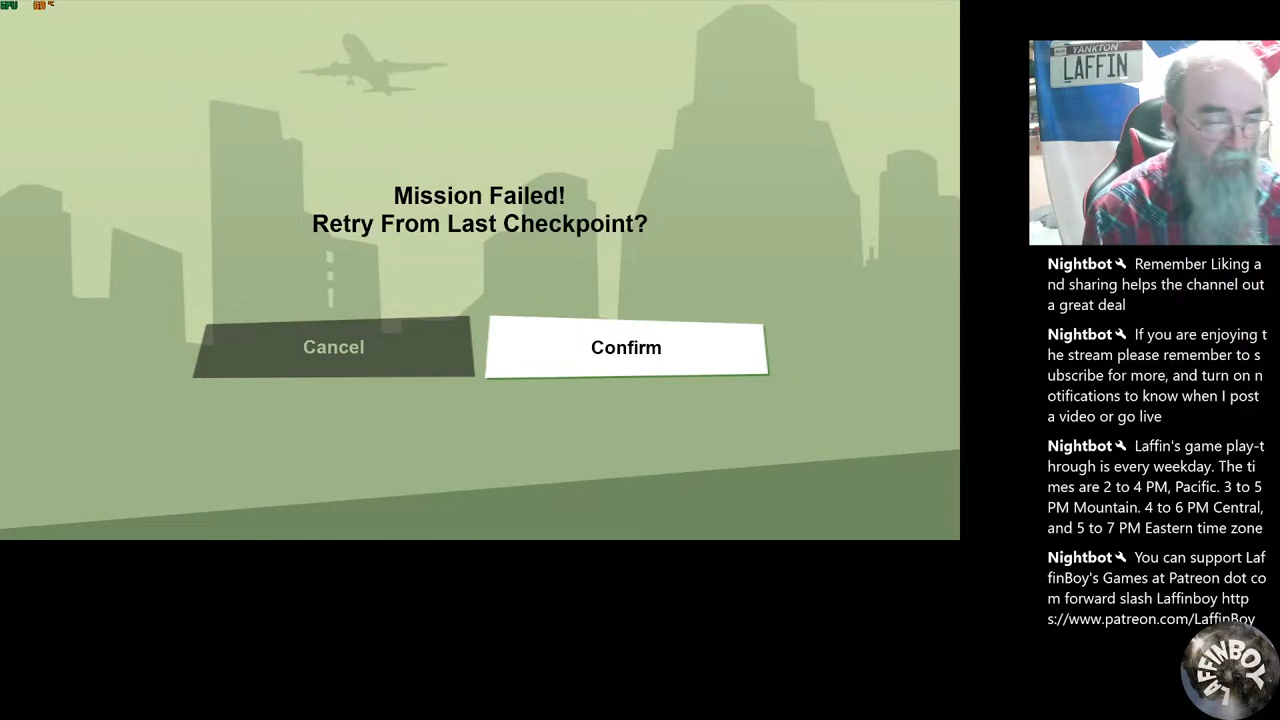 Mission Failed!
Retry From Last Checkpoint?
Cancel
Confirm
YANKTON
LAFFIN
Nightbot Remember Liking a
nd sharing helps the channel out
a great deal
Nightbot If you are enjoying t
he stream please remember to s
ubscribe for more, and turn on n
otifications to know when I post
a video or go live
Nightbot Laffin's game play-t
hrough is every weekday. The ti
mes are 2 to 4 PM, Pacific. 3 to 5
PM Mountain. 4 to 6 PM Central,
and 5 to 7 PM Eastern time zone
Nightbot You can support Laf
finBoy's Games at Patreon dot co
m forward slash Laffinboy http
s://www.patreon.com/LaffinBoy
LAFFINBOY